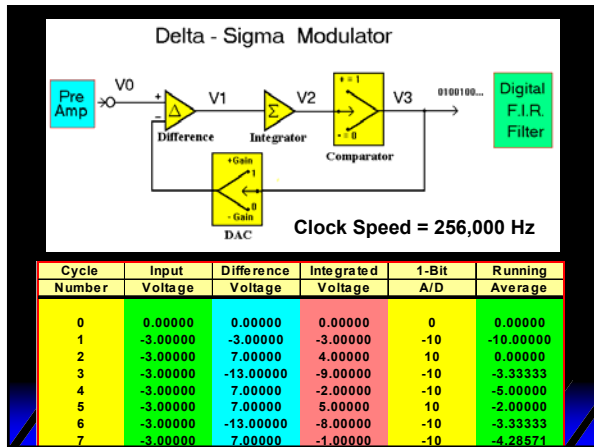 Delta - Sigma Modulator
Pre
Amp
V0
+
-
Δ
Difference
V1
Σ
Integrator
V2
+ = 1
- = 0
Comparator
V3
0100100...
Digital
F.I.R.
Filter
+Gain
1
0
- Gain
DAC
Clock Speed = 256,000 Hz
Cycle Input Difference Integrated 1-Bit Running
Number Voltage Voltage Voltage A/D Average
0 0.00000 0.00000 0.00000 0 0.00000
1 -3.00000 -3.00000 -3.00000 -10 -10.00000
2 -3.00000 7.00000 4.00000 10 0.00000
3 -3.00000 -13.00000 -9.00000 -10 -3.33333
4 -3.00000 7.00000 -2.00000 -10 -5.00000
5 -3.00000 7.00000 5.00000 10 -2.00000
6 -3.00000 -13.00000 -8.00000 -10 -3.33333
7 -3.00000 7.00000 -1.00000 -10 -4.28571